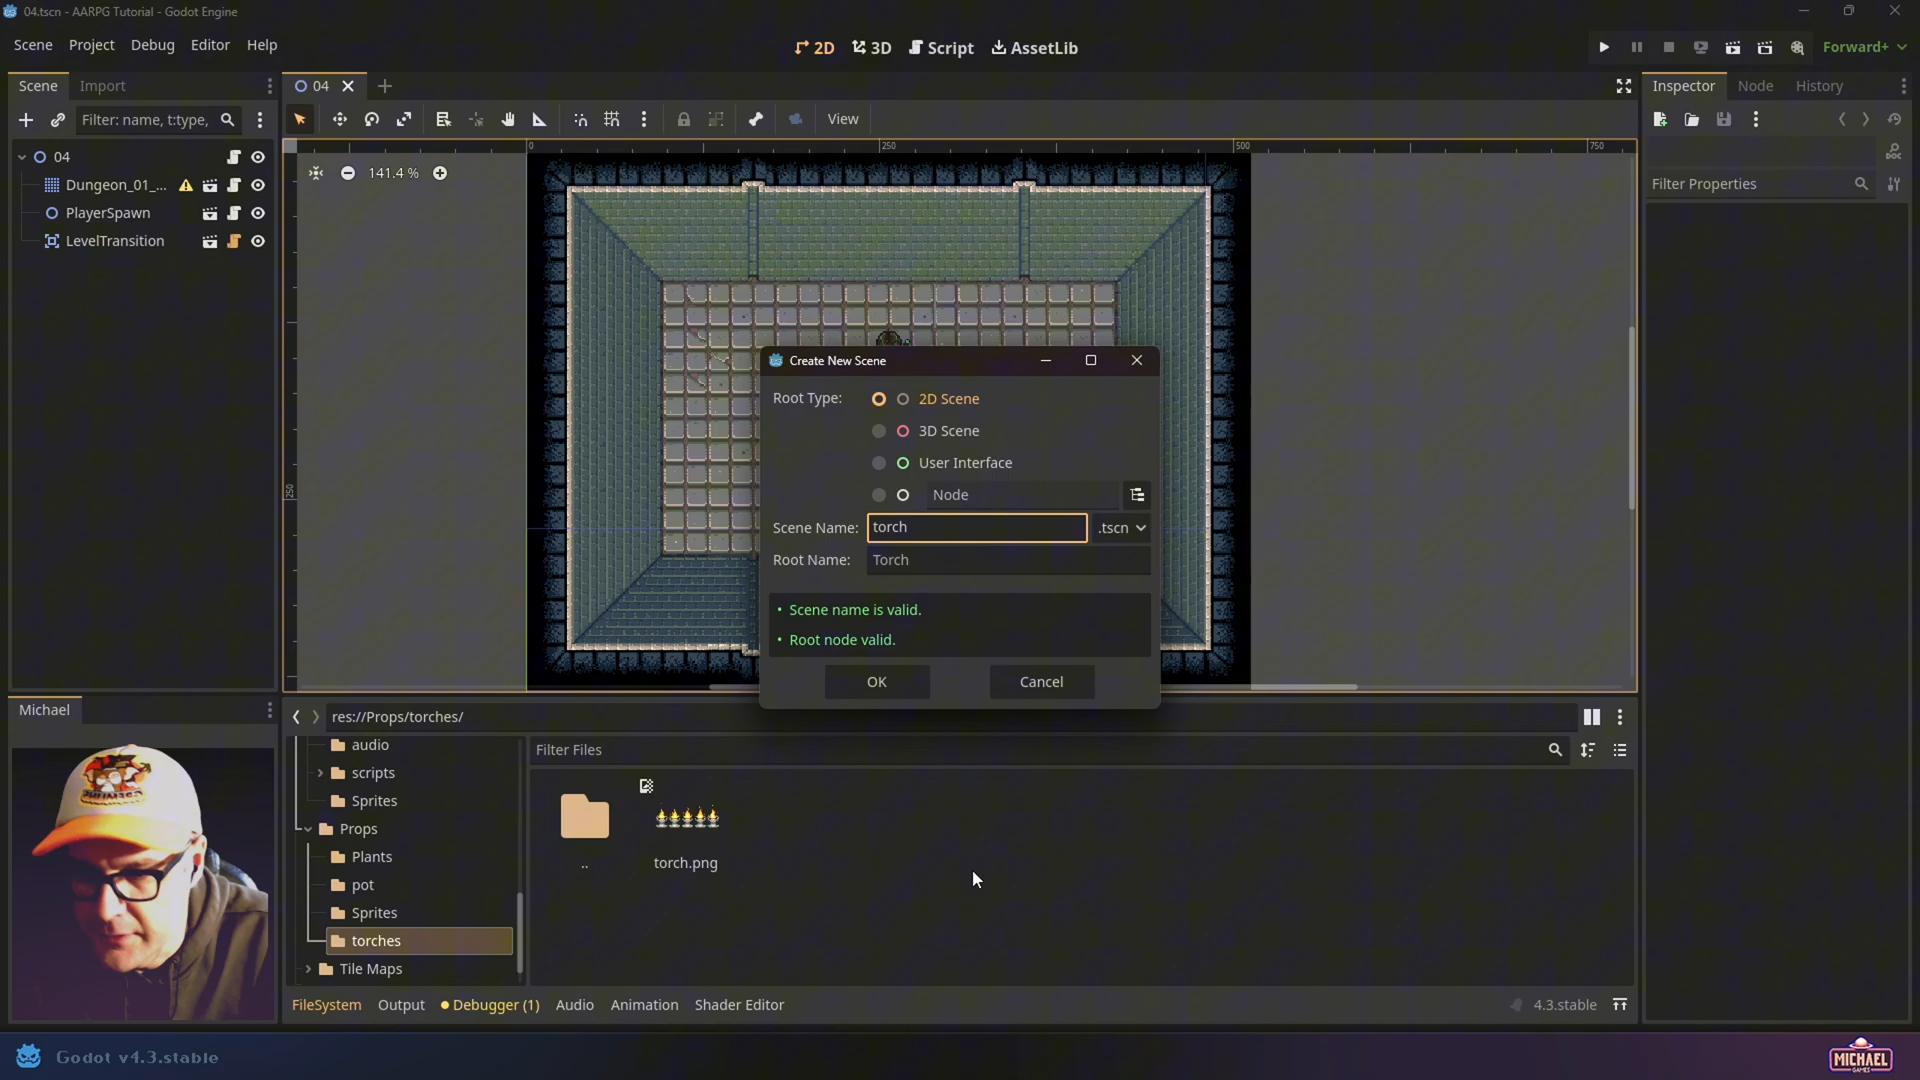 04.tscn - AARPG Tutorial - Godot Engine
Scene Project Debug Editor Help
2D 3D Script AssetLib
Forward+
Scene Import
04
Inspector Node History
Filter: name, t:type,
View
04
Dungeon_01_...
PlayerSpawn
LevelTransition
141.4 %
0 250 500 750
250
Filter Properties
Create New Scene
Root Type: 2D Scene
3D Scene
User Interface
Node
Scene Name: torch .tscn
Root Name: Torch
• Scene name is valid.
• Root node valid.
OK Cancel
Michael
res://Props/torches/
Filter Files
audio
scripts
Sprites
Props
Plants
pot
Sprites
torches
Tile Maps
..
torch.png
FileSystem Output Debugger (1) Audio Animation Shader Editor
4.3.stable
Godot v4.3.stable
MICHAEL
GAMES